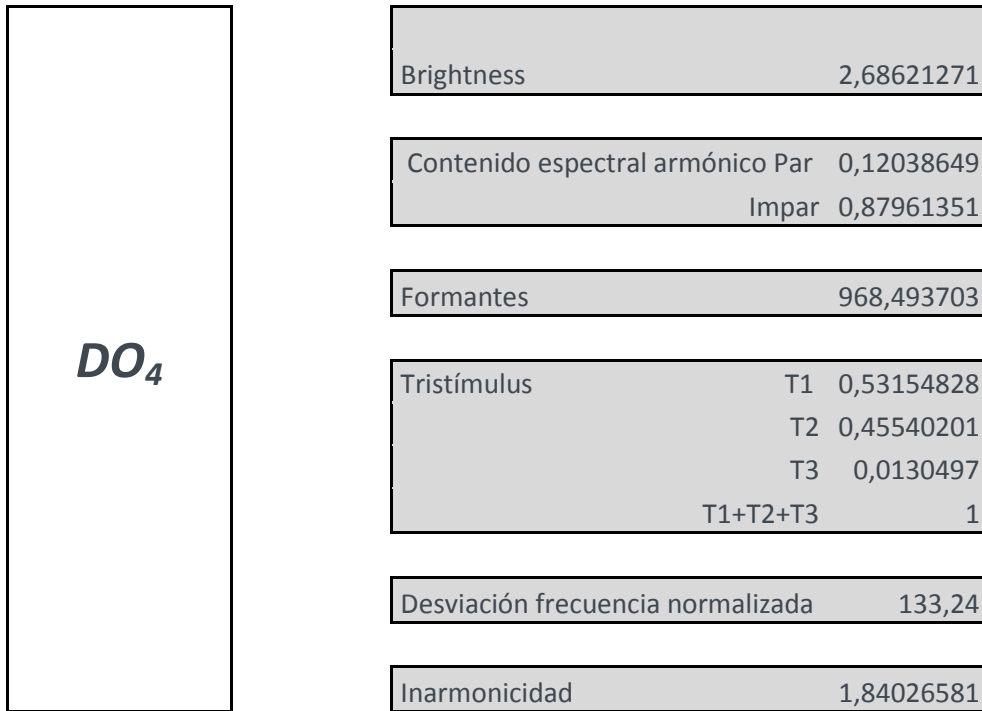 DO₄
Brightness 2,68621271
Contenido espectral armónico Par 0,12038649
Impar 0,87961351
Formantes 968,493703
Tristímulus T1 0,53154828
T2 0,45540201
T3 0,0130497
T1+T2+T3 1
Desviación frecuencia normalizada 133,24
Inarmonicidad 1,84026581